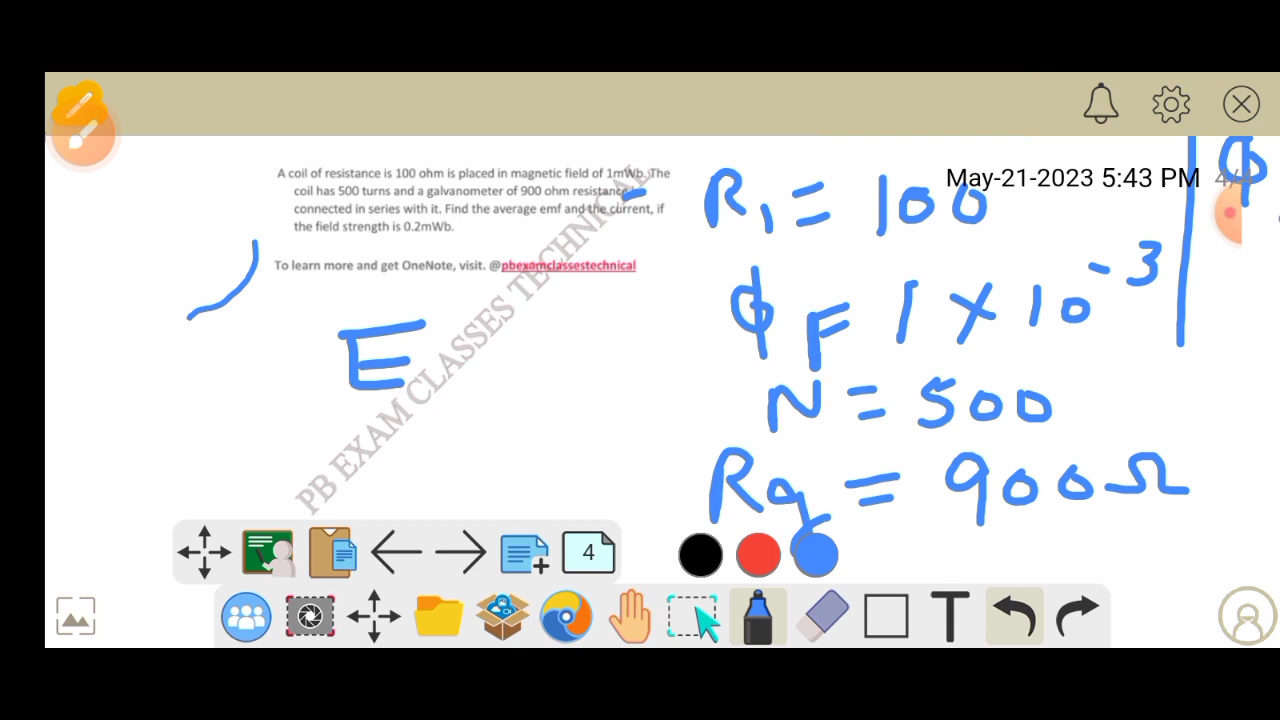 A coil of resistance is 100 ohm is placed in magnetic field of 1mWb. The
coil has 500 turns and a galvanometer of 900 ohm resistance
connected in series with it. Find the average emf and the current, if
the field strength is 0.2mWb.
To learn more and get OneNote, visit. @pbexamclassestechnical
E
PB EXAM CLASSES TECHNICAL
May-21-2023 5:43 PM
R1 = 100
ϕ F 1 × 10⁻³
N = 500
Rg = 900Ω
ϕ
4
T